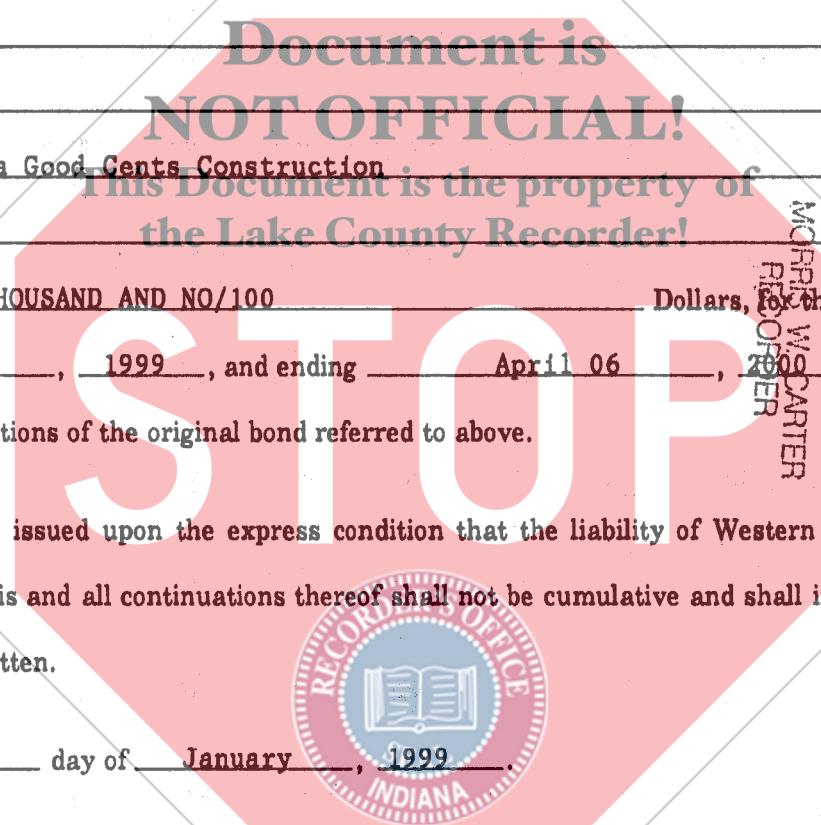 Document is
NOT OFFICIAL!
a Good Cents Construction
This Document is the property of
the Lake County Recorder!
HOUSAND AND NO/100 Dollars, for th
, 1999 , and ending April 06 , 2000
tions of the original bond referred to above.
STOP
MORRIS W. CARTER
RECORDER
issued upon the express condition that the liability of Western
is and all continuations thereof shall not be cumulative and shall i
tten.
RECORDER'S OFFICE
INDIANA
day of January , 1999 .